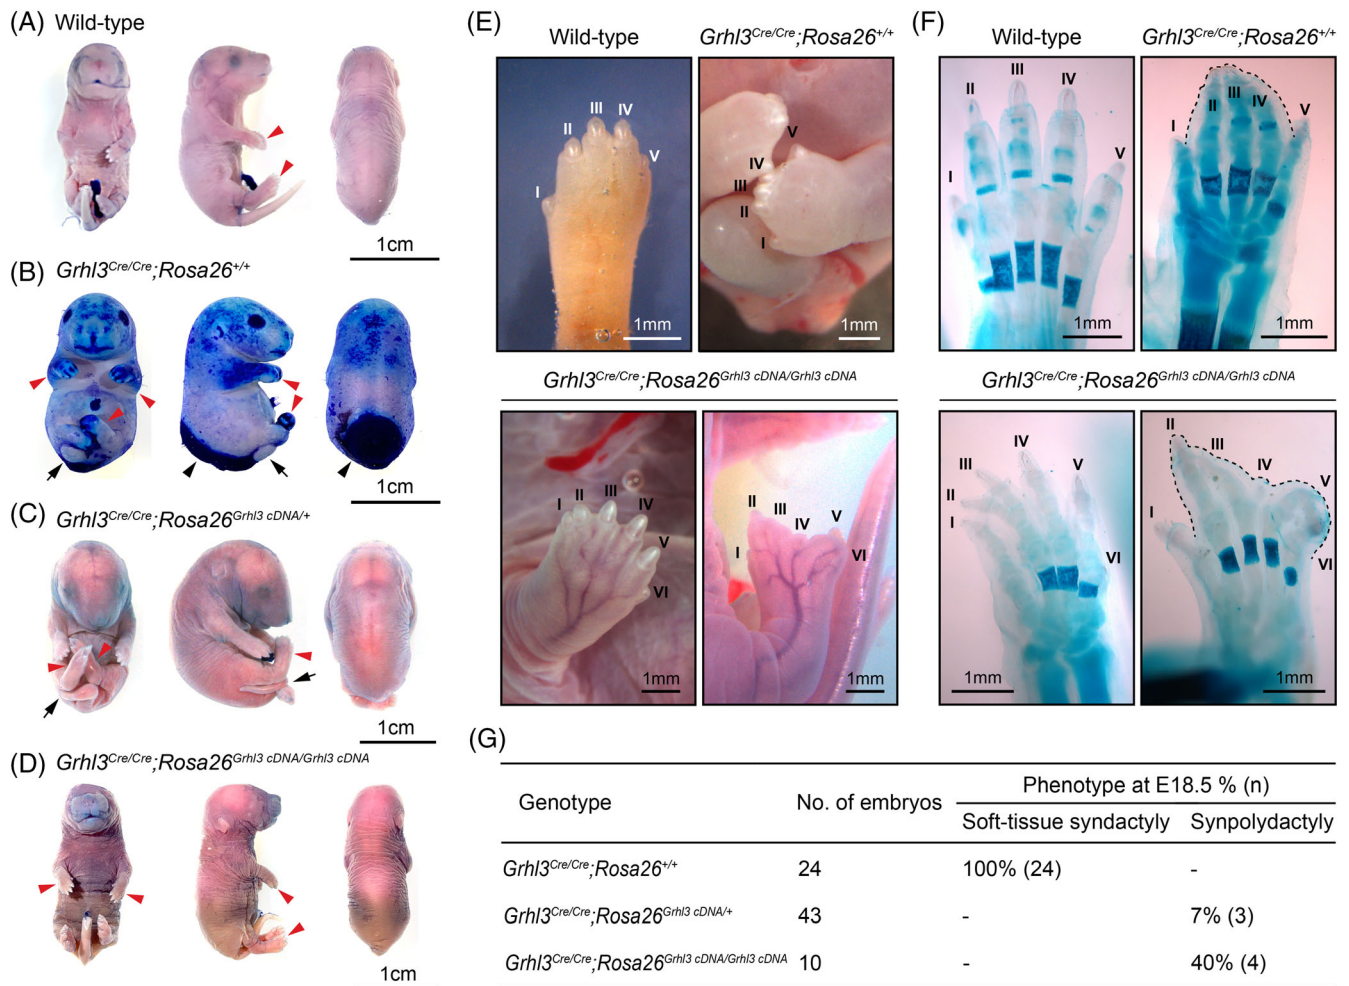 (A) Wild-type
1cm
(B) Grhl3Cre/Cre;Rosa26+/+
1cm
(C) Grhl3Cre/Cre;Rosa26Grhl3 cDNA/+
1cm
(D) Grhl3Cre/Cre;Rosa26Grhl3 cDNA/Grhl3 cDNA
1cm
(E)
Wild-type Grhl3Cre/Cre;Rosa26+/+
I II III IV V
1mm
V IV III II I
1mm
Grhl3Cre/Cre;Rosa26Grhl3 cDNA/Grhl3 cDNA
I II III IV V VI
1mm
I II III IV V VI
1mm
(F)
Wild-type Grhl3Cre/Cre;Rosa26+/+
I II III IV V
1mm
I II III IV V
1mm
Grhl3Cre/Cre;Rosa26Grhl3 cDNA/Grhl3 cDNA
I II III IV V VI
1mm
I II III IV V VI
1mm
(G)
Genotype No. of embryos Phenotype at E18.5 % (n)
Soft-tissue syndactyly Synpolydactyly
Grhl3Cre/Cre;Rosa26+/+ 24 100% (24) -
Grhl3Cre/Cre;Rosa26Grhl3 cDNA/+ 43 - 7% (3)
Grhl3Cre/Cre;Rosa26Grhl3 cDNA/Grhl3 cDNA 10 - 40% (4)